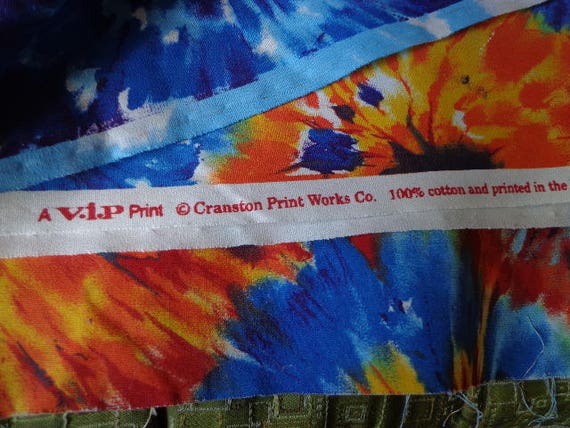 A V.I.P Print © Cranston Print Works Co. 100% cotton and printed in the